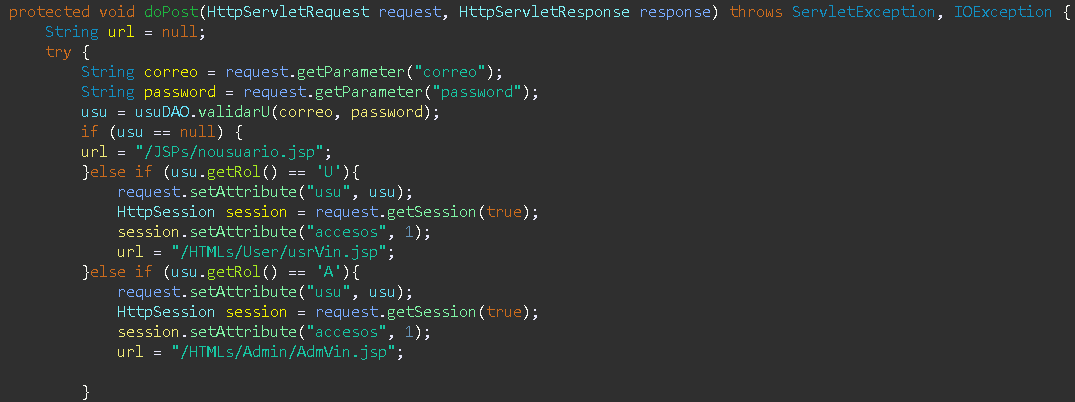 protected void doPost(HttpServletRequest request, HttpServletResponse response) throws ServletException, IOException {
    String url = null;
    try {
        String correo = request.getParameter("correo");
        String password = request.getParameter("password");
        usu = usuDAO.validarU(correo, password);
        if (usu == null) {
        url = "/JSPs/nousuario.jsp";
        }else if (usu.getRol() == 'U'){
            request.setAttribute("usu", usu);
            HttpSession session = request.getSession(true);
            session.setAttribute("accesos", 1);
            url = "/HTMLs/User/usrVin.jsp";
        }else if (usu.getRol() == 'A'){
            request.setAttribute("usu", usu);
            HttpSession session = request.getSession(true);
            session.setAttribute("accesos", 1);
            url = "/HTMLs/Admin/AdmVin.jsp";
        }